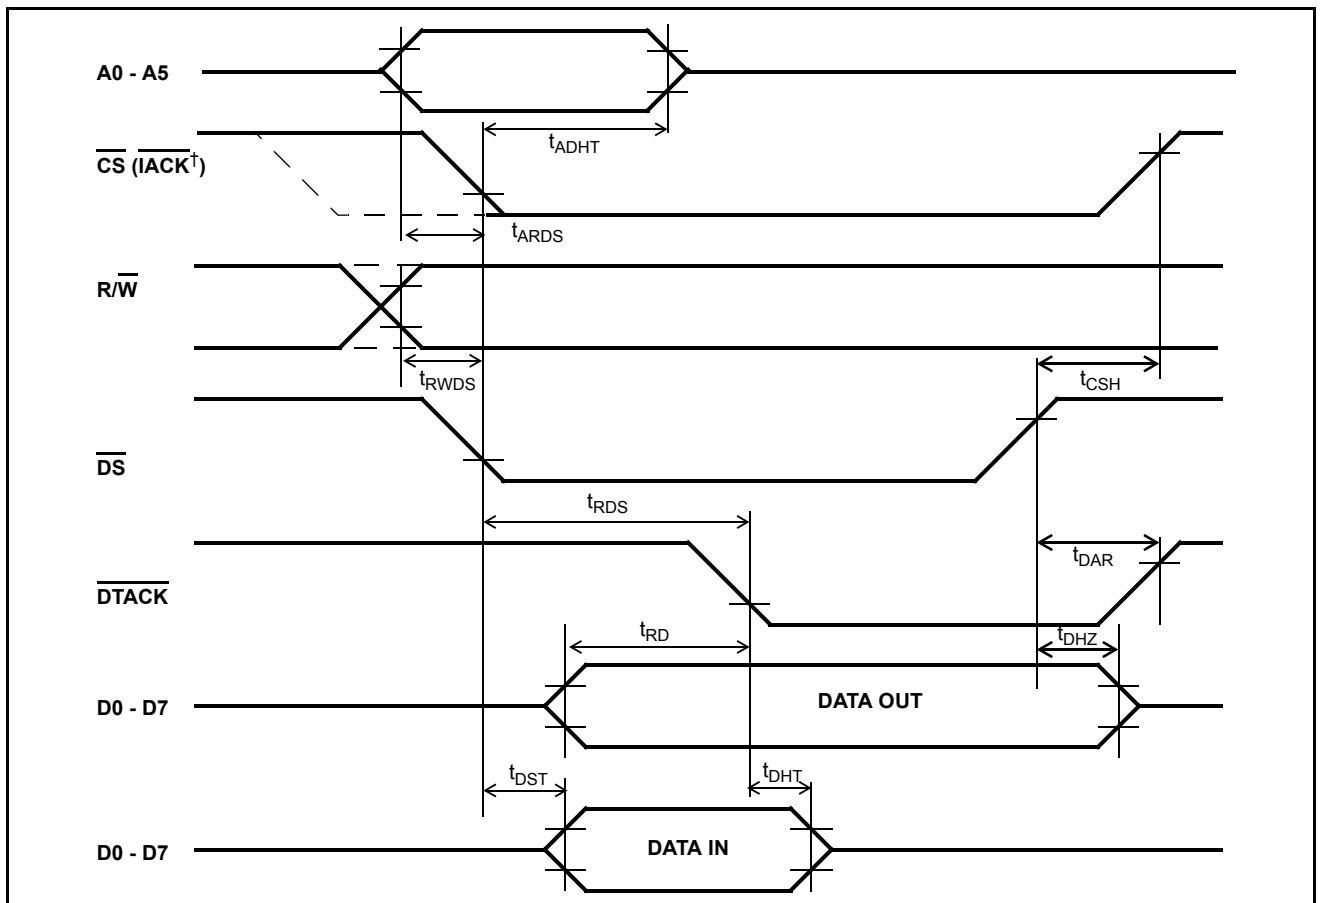 A0 - A5
tADHT
CS (IACK†)
tARDS
R/W
tRWDS
tCSH
DS
tRDS
tDAR
DTACK
tRD
tDHZ
D0 - D7
DATA OUT
tDST
tDHT
D0 - D7
DATA IN